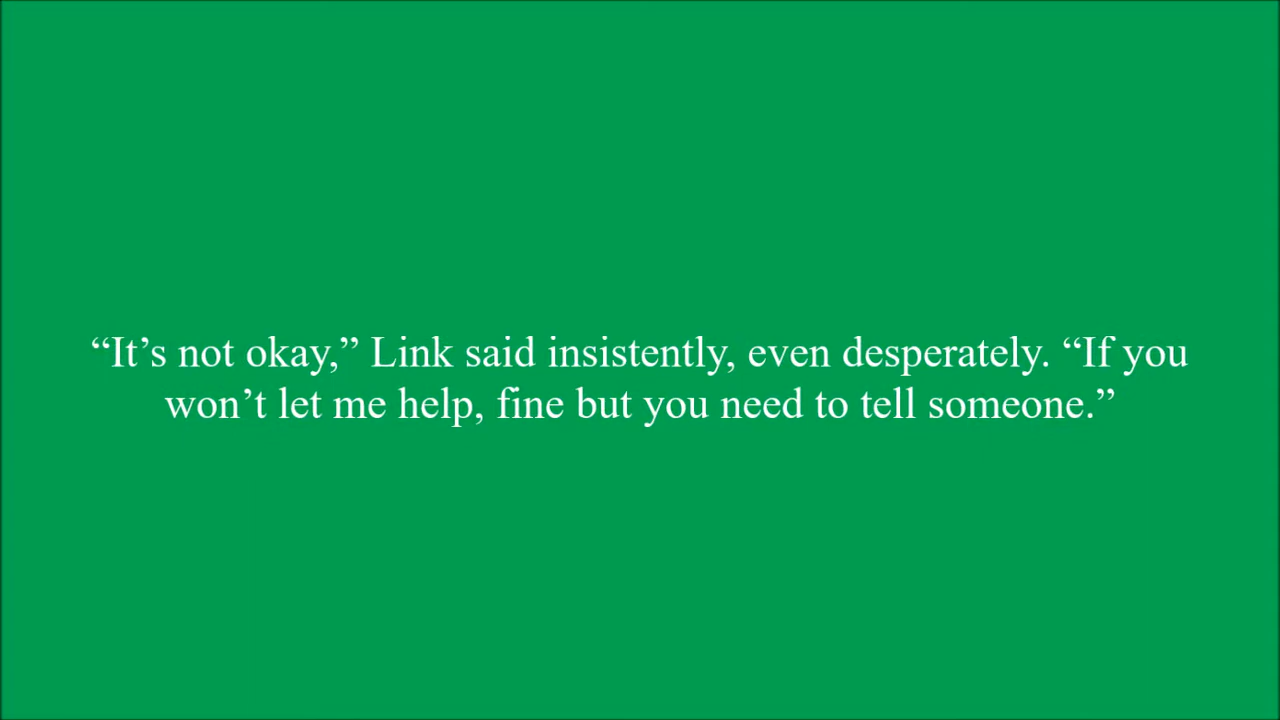 “It’s not okay,” Link said insistently, even desperately. “If you
won’t let me help, fine but you need to tell someone.”